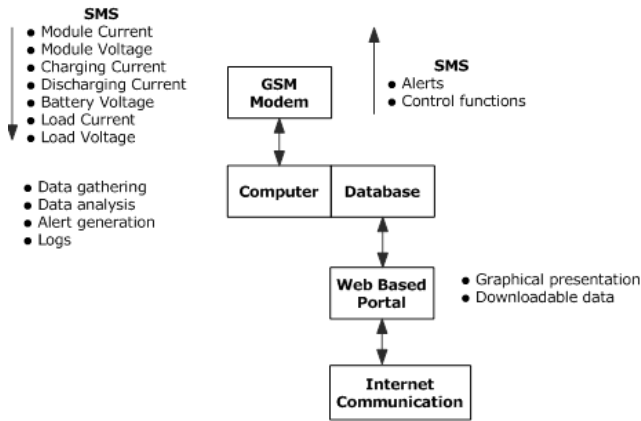 SMS
● Module Current
● Module Voltage
● Charging Current
● Discharging Current
● Battery Voltage
● Load Current
● Load Voltage
SMS
● Alerts
● Control functions
GSM
Modem
● Data gathering
● Data analysis
● Alert generation
● Logs
Computer
Database
Web Based
Portal
● Graphical presentation
● Downloadable data
Internet
Communication